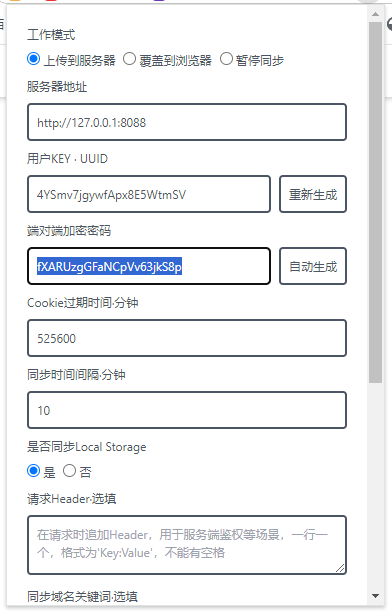 工作模式
上传到服务器 覆盖到浏览器 暂停同步
服务器地址
http://127.0.0.1:8088
用户KEY · UUID
4YSmv7jgywfApx8E5WtmSV 重新生成
端对端加密密码
fXARUzgGFaNCpVv63jkS8p 自动生成
Cookie过期时间·分钟
525600
同步时间间隔·分钟
10
是否同步Local Storage
是 否
请求Header·选填
在请求时追加Header，用于服务端鉴权等场景，一行一
个，格式为'Key:Value'，不能有空格
同步域名关键词·选填